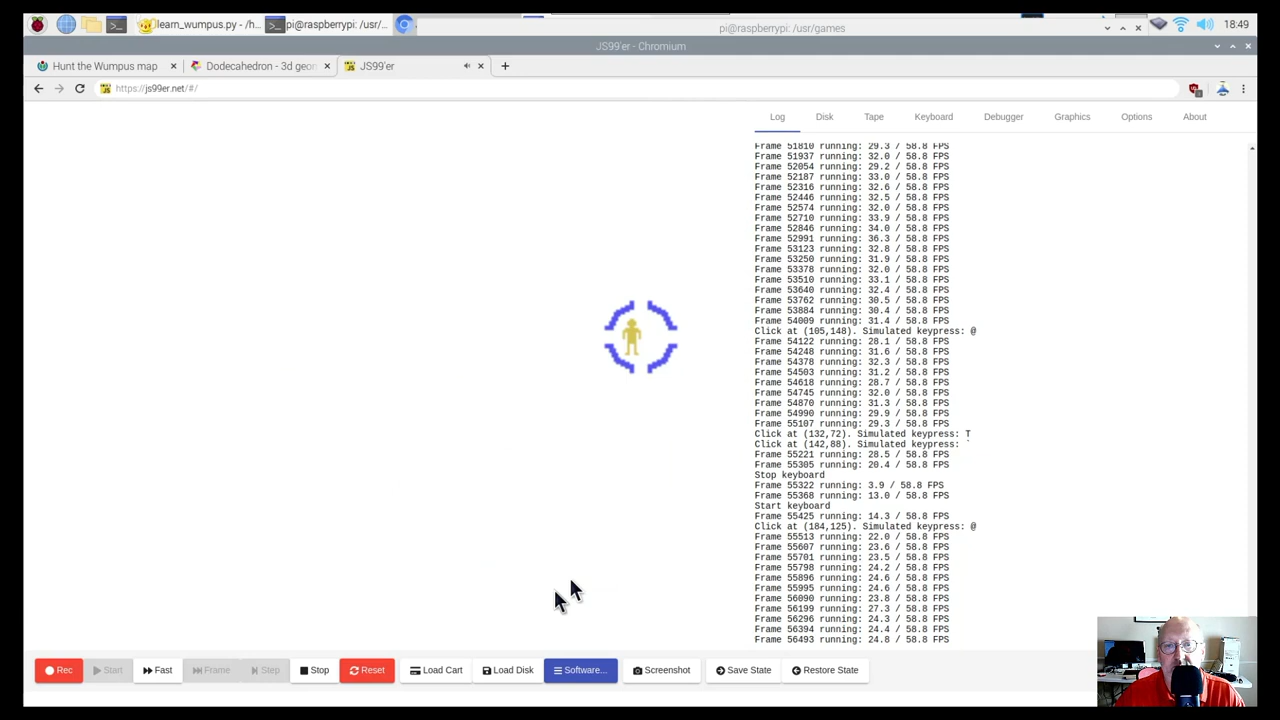 learn_wumpus.py - /h...
pi@raspberrypi: /usr/...
pi@raspberrypi: /usr/games
18:49
JS99'er - Chromium
Hunt the Wumpus map
Dodecahedron - 3d geom
JS99'er
https://js99er.net/#/
Log Disk Tape Keyboard Debugger Graphics Options About
Frame 51810 running: 29.3 / 58.8 FPS
Frame 51937 running: 32.0 / 58.8 FPS
Frame 52054 running: 29.2 / 58.8 FPS
Frame 52187 running: 33.0 / 58.8 FPS
Frame 52316 running: 32.6 / 58.8 FPS
Frame 52446 running: 32.5 / 58.8 FPS
Frame 52574 running: 32.0 / 58.8 FPS
Frame 52710 running: 33.9 / 58.8 FPS
Frame 52846 running: 34.0 / 58.8 FPS
Frame 52991 running: 36.3 / 58.8 FPS
Frame 53123 running: 32.8 / 58.8 FPS
Frame 53250 running: 31.9 / 58.8 FPS
Frame 53378 running: 32.0 / 58.8 FPS
Frame 53510 running: 33.1 / 58.8 FPS
Frame 53640 running: 32.4 / 58.8 FPS
Frame 53762 running: 30.5 / 58.8 FPS
Frame 53884 running: 30.4 / 58.8 FPS
Frame 54009 running: 31.4 / 58.8 FPS
Click at (105,148). Simulated keypress: @
Frame 54122 running: 28.1 / 58.8 FPS
Frame 54248 running: 31.6 / 58.8 FPS
Frame 54378 running: 32.3 / 58.8 FPS
Frame 54503 running: 31.2 / 58.8 FPS
Frame 54618 running: 28.7 / 58.8 FPS
Frame 54745 running: 32.0 / 58.8 FPS
Frame 54870 running: 31.3 / 58.8 FPS
Frame 54990 running: 29.9 / 58.8 FPS
Frame 55107 running: 29.3 / 58.8 FPS
Click at (132,72). Simulated keypress: T
Click at (142,88). Simulated keypress: `
Frame 55221 running: 28.5 / 58.8 FPS
Frame 55305 running: 20.4 / 58.8 FPS
Stop keyboard
Frame 55322 running: 3.9 / 58.8 FPS
Frame 55368 running: 13.0 / 58.8 FPS
Start keyboard
Frame 55425 running: 14.3 / 58.8 FPS
Click at (184,125). Simulated keypress: @
Frame 55513 running: 22.0 / 58.8 FPS
Frame 55607 running: 23.6 / 58.8 FPS
Frame 55701 running: 23.5 / 58.8 FPS
Frame 55798 running: 24.2 / 58.8 FPS
Frame 55896 running: 24.6 / 58.8 FPS
Frame 55995 running: 24.6 / 58.8 FPS
Frame 56090 running: 23.8 / 58.8 FPS
Frame 56199 running: 27.3 / 58.8 FPS
Frame 56296 running: 24.3 / 58.8 FPS
Frame 56394 running: 24.4 / 58.8 FPS
Frame 56493 running: 24.8 / 58.8 FPS
Rec Start Fast Frame Step Stop Reset Load Cart Load Disk Software... Screenshot Save State Restore State